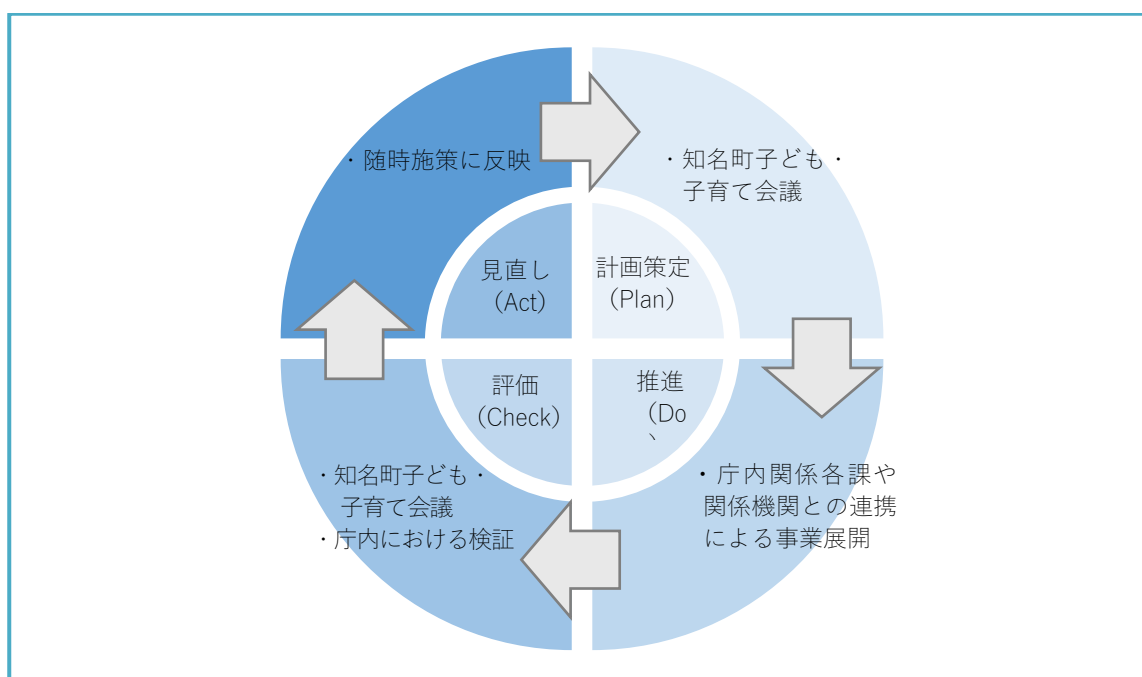 ・随時施策に反映
・知名町子ども・
子育て会議
見直し
（Act）
計画策定
（Plan）
評価
（Check）
推進
（Do
・知名町子ども・
子育て会議
・庁内における検証
・庁内関係各課や
関係機関との連携
による事業展開